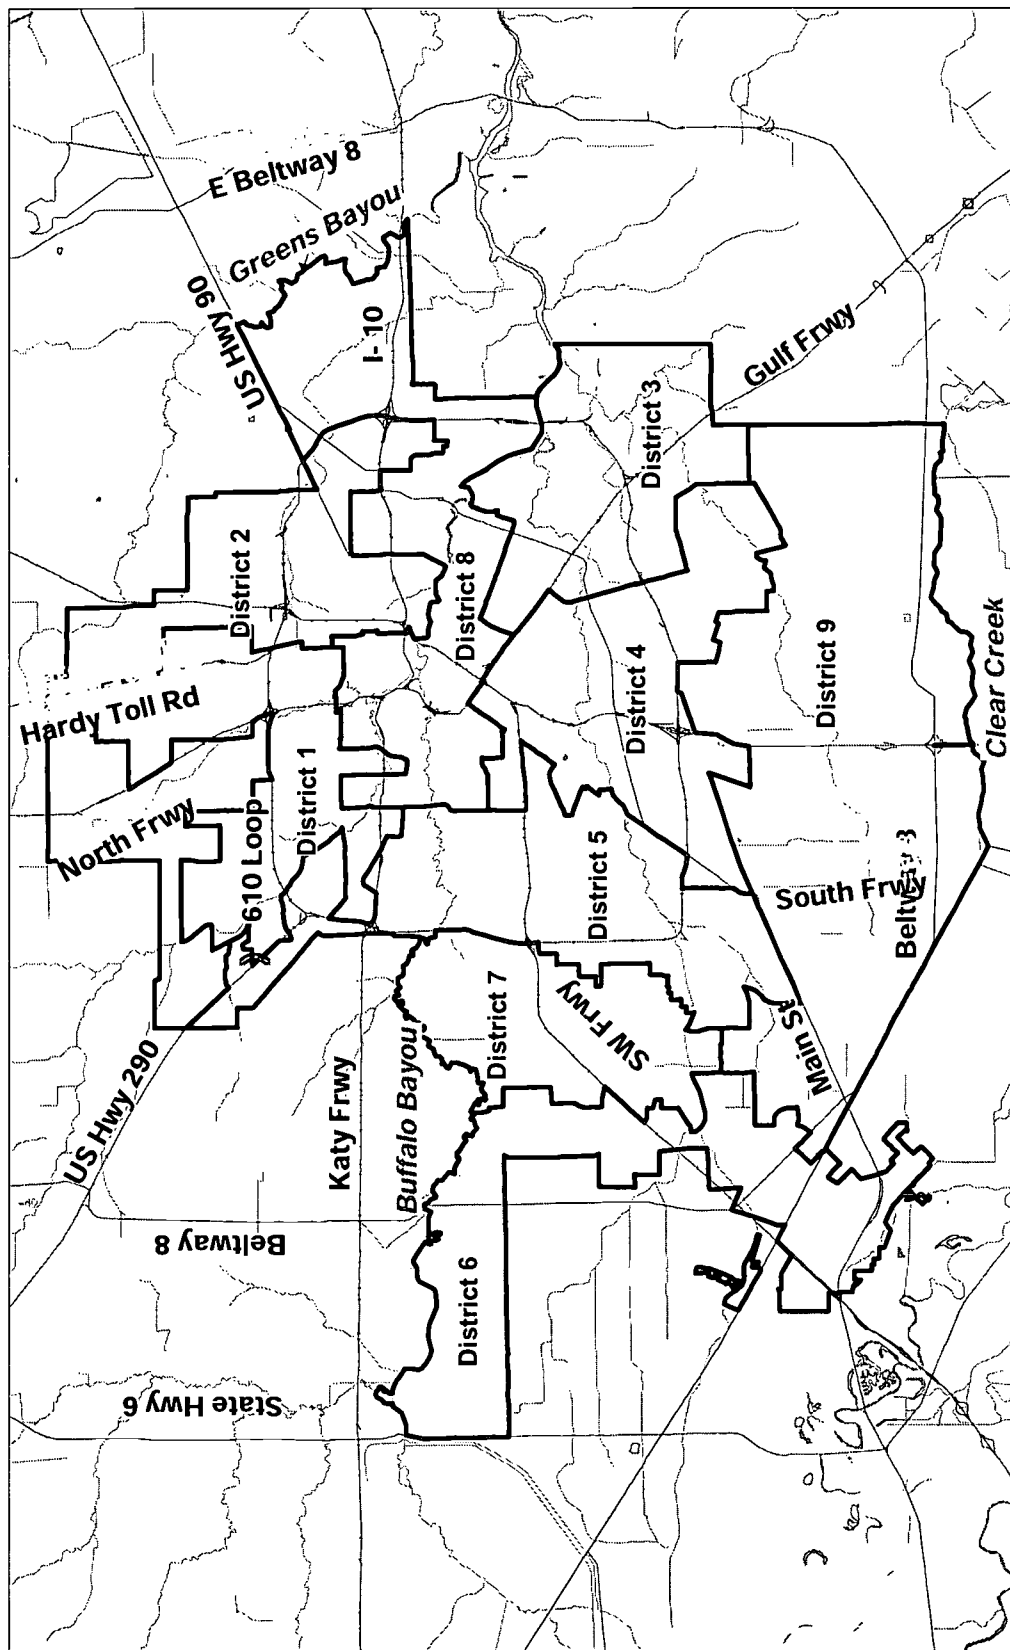 E Beltway 8
Greens Bayou
US Hwy 90
I-10
Gulf Frwy
District 3
District 2
District 8
Hardy Toll Rd
District 4
District 9
Clear Creek
North Frwy
610 Loop
District 1
District 5
South Frwy
Beltway 8
US Hwy 290
Katy Frwy
Buffalo Bayou
District 7
SW Frwy
Main St
Beltway 8
District 6
State Hwy 6